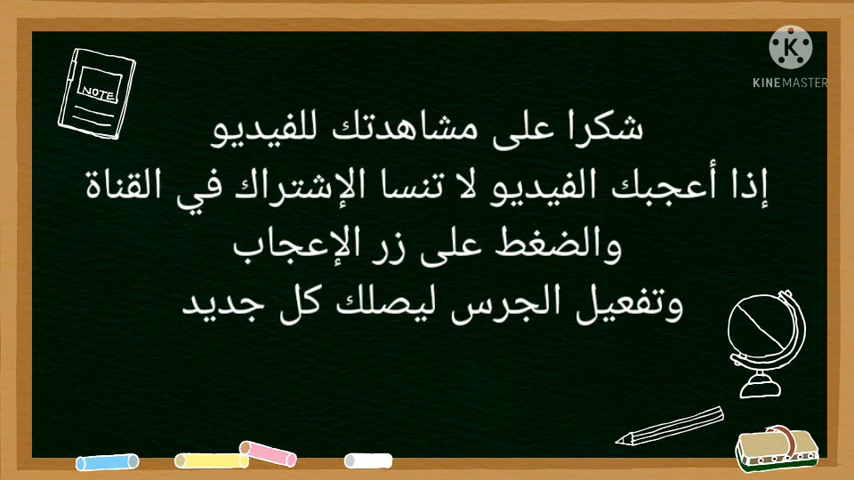 NOTE
KINEMASTER
شكرا على مشاهدتك للفيديو
إذا أعجبك الفيديو لا تنسا الإشتراك في القناة
والضغط على زر الإعجاب
وتفعيل الجرس ليصلك كل جديد